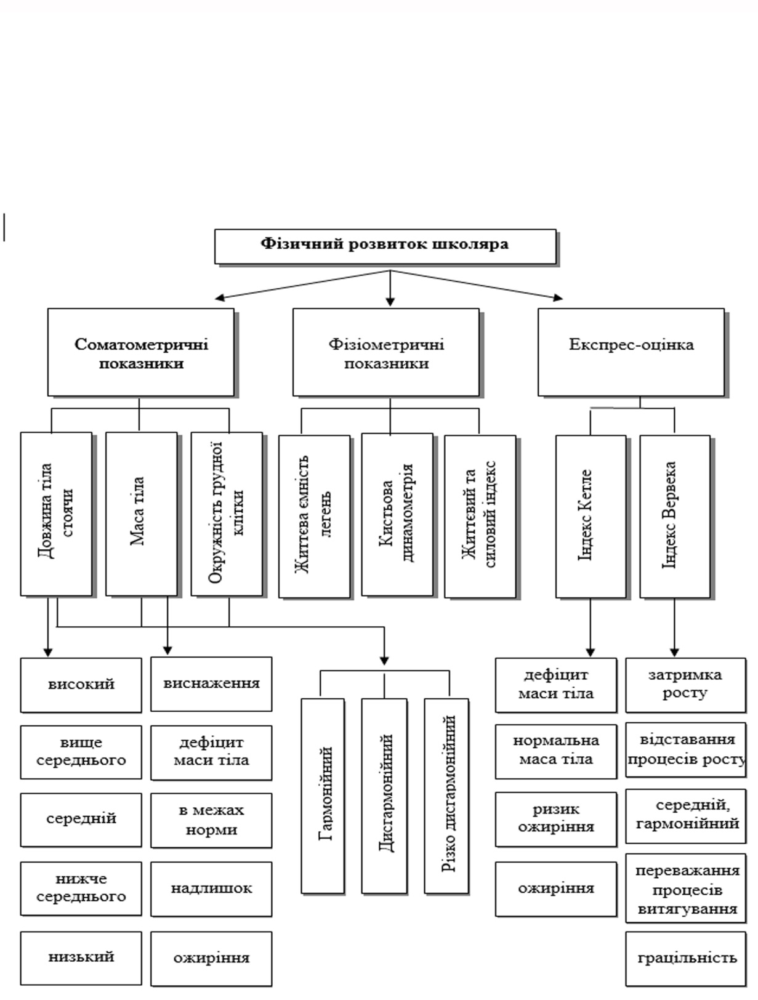 Фізичний розвиток школяра
Соматометричні
показники
Фізіометричні
показники
Експрес-оцінка
Довжина тіла
стоячи
Маса тіла
Окружність грудної
клітки
Життєва ємність
легень
Кистьова
динамометрія
Життєвий та
силовий індекс
Індекс Кетле
Індекс Вервека
високий
вище
середнього
середній
нижче
середнього
низький
виснаження
дефіцит
маси тіла
в межах
норми
надлишок
ожиріння
Гармонійний
Дисгармонійний
Різко дисгармонійний
дефіцит
маси тіла
нормальна
маса тіла
ризик
ожиріння
ожиріння
затримка
росту
відставання
процесів росту
середній,
гармонійний
переважання
процесів
витягування
грацільність